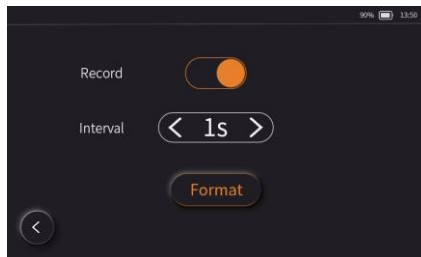 90% 13:50
Record
Interval < 1s >
Format
<